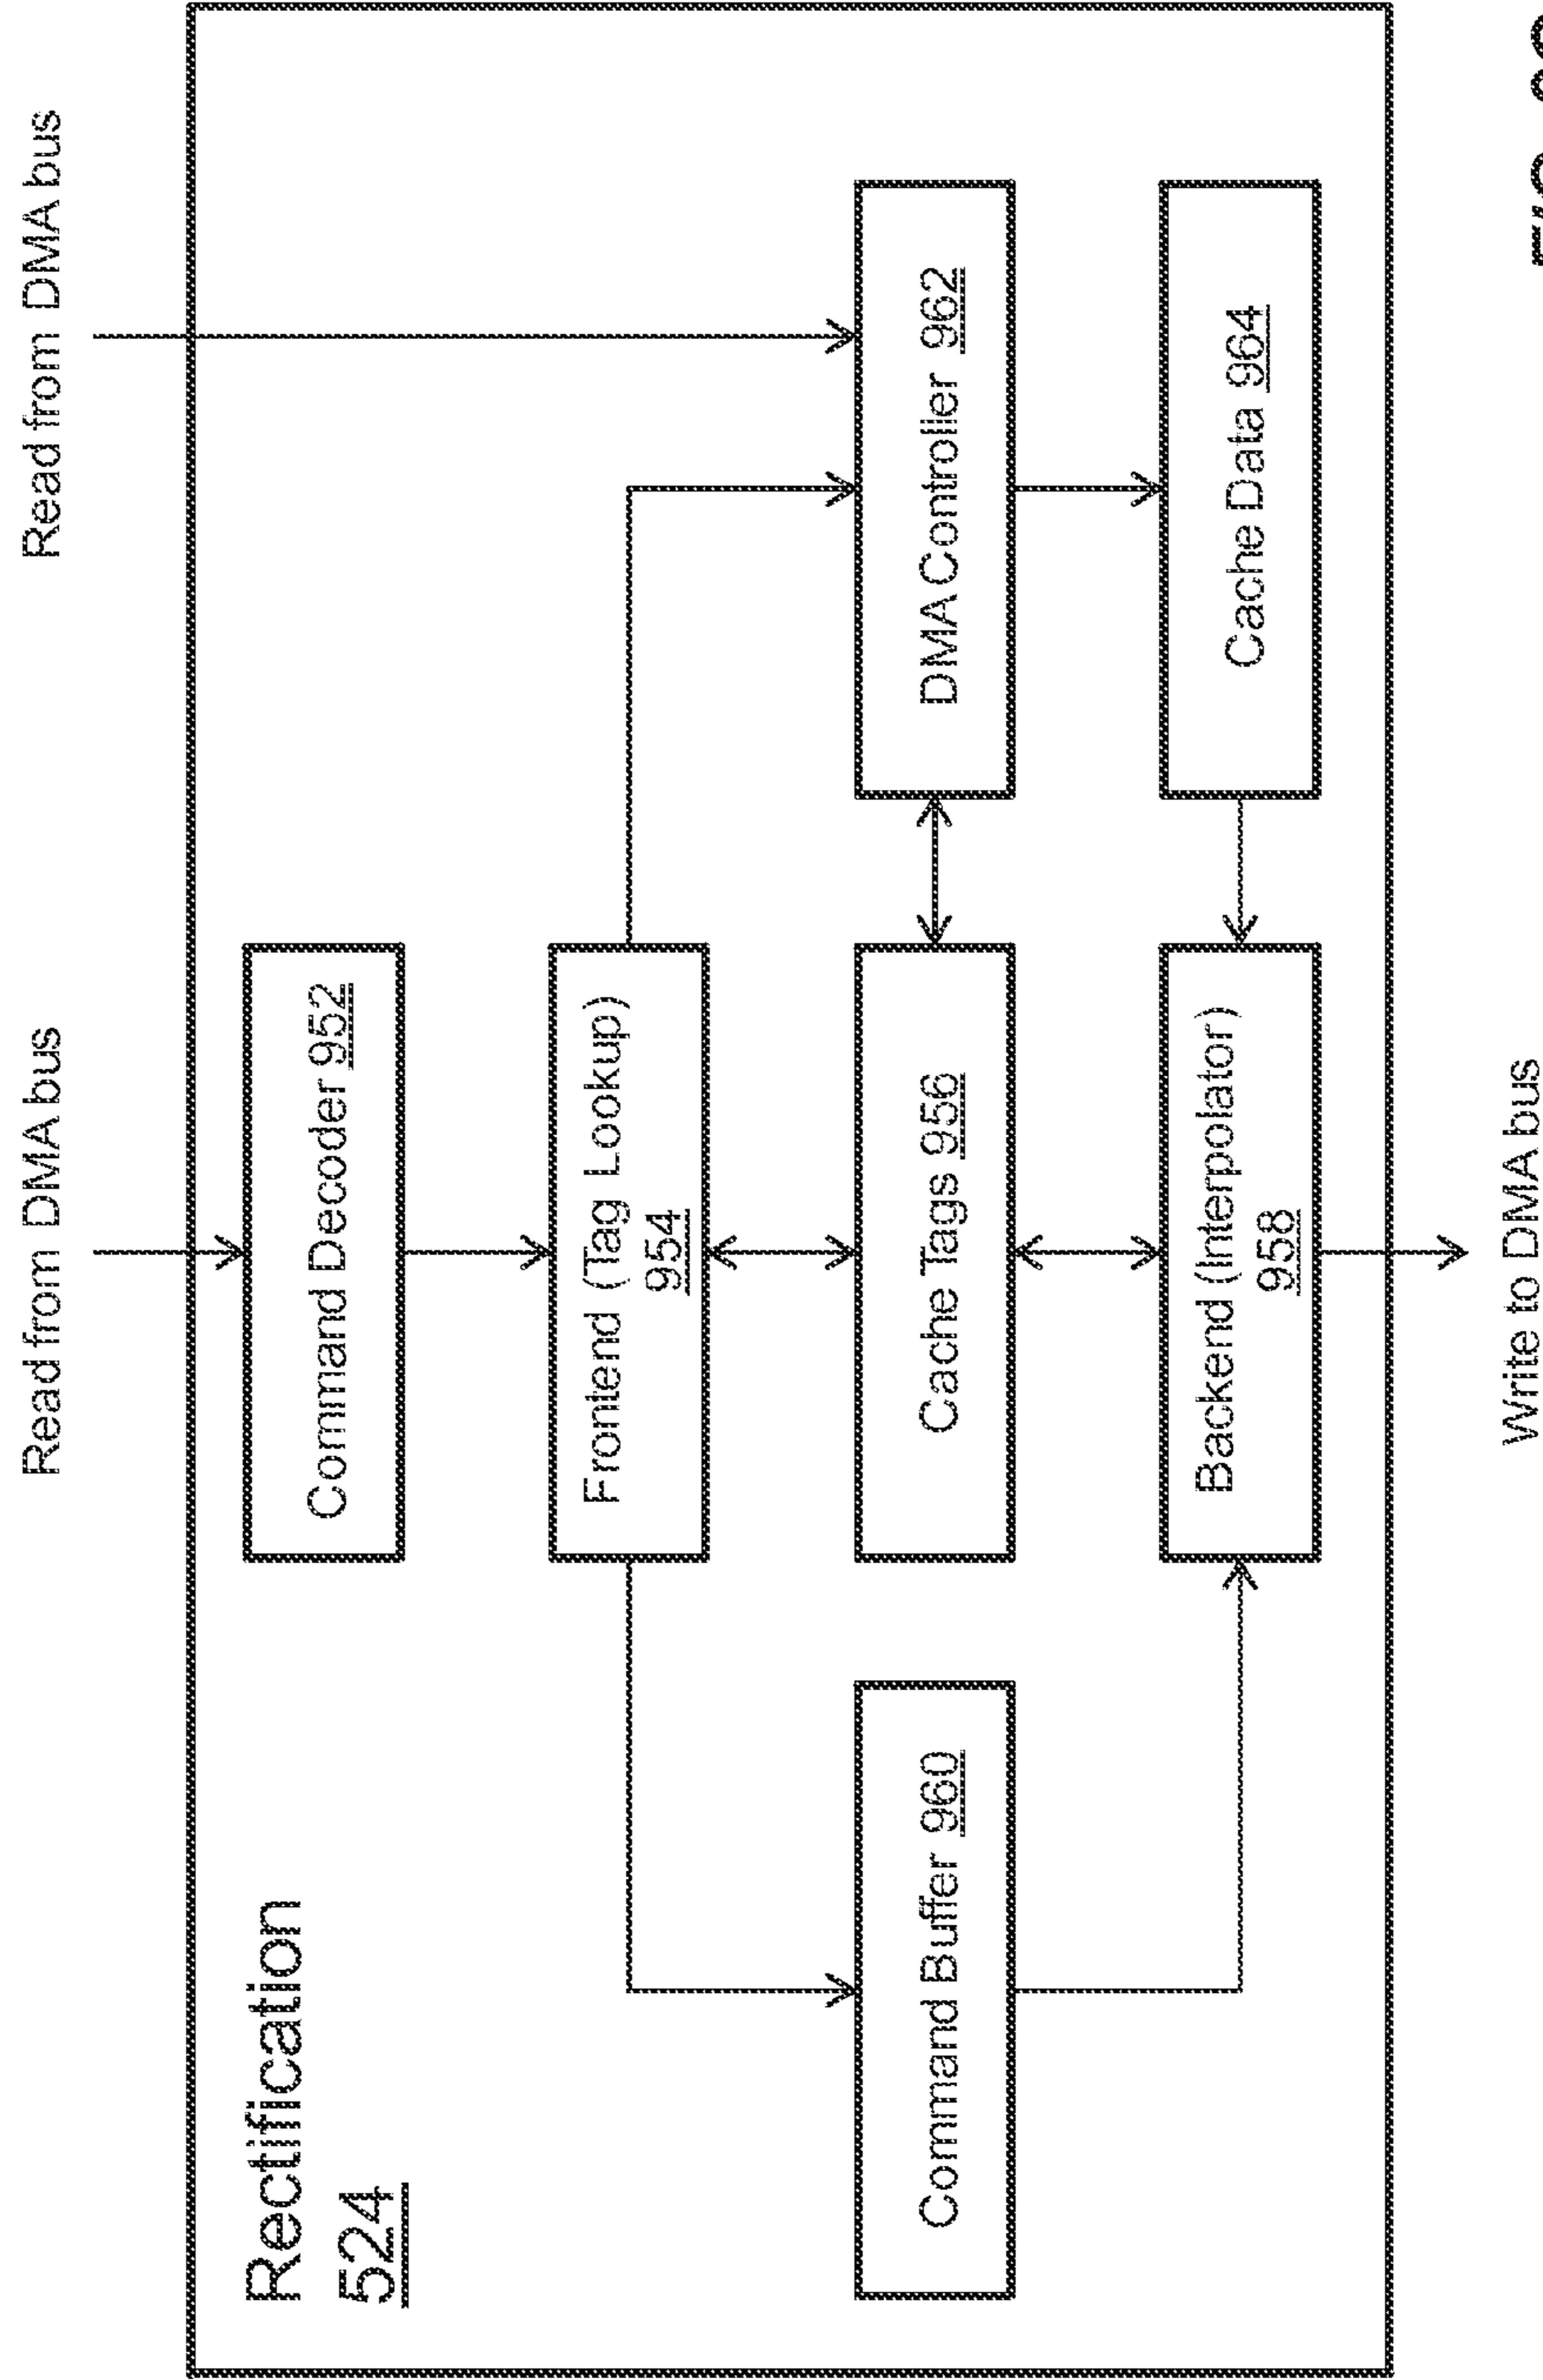 Read from DMA bus
Read from DMA bus
Rectification
524
Command Decoder 952
Frontend (Tag Lookup)
954
Command Buffer 960
Cache Tags 956
DMA Controller 962
Backend (Interpolator)
958
Cache Data 964
Write to DMA bus